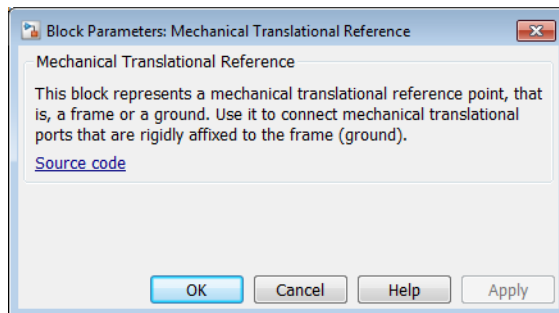 Block Parameters: Mechanical Translational Reference
Mechanical Translational Reference
This block represents a mechanical translational reference point, that
is, a frame or a ground. Use it to connect mechanical translational
ports that are rigidly affixed to the frame (ground).
Source code
OK Cancel Help Apply